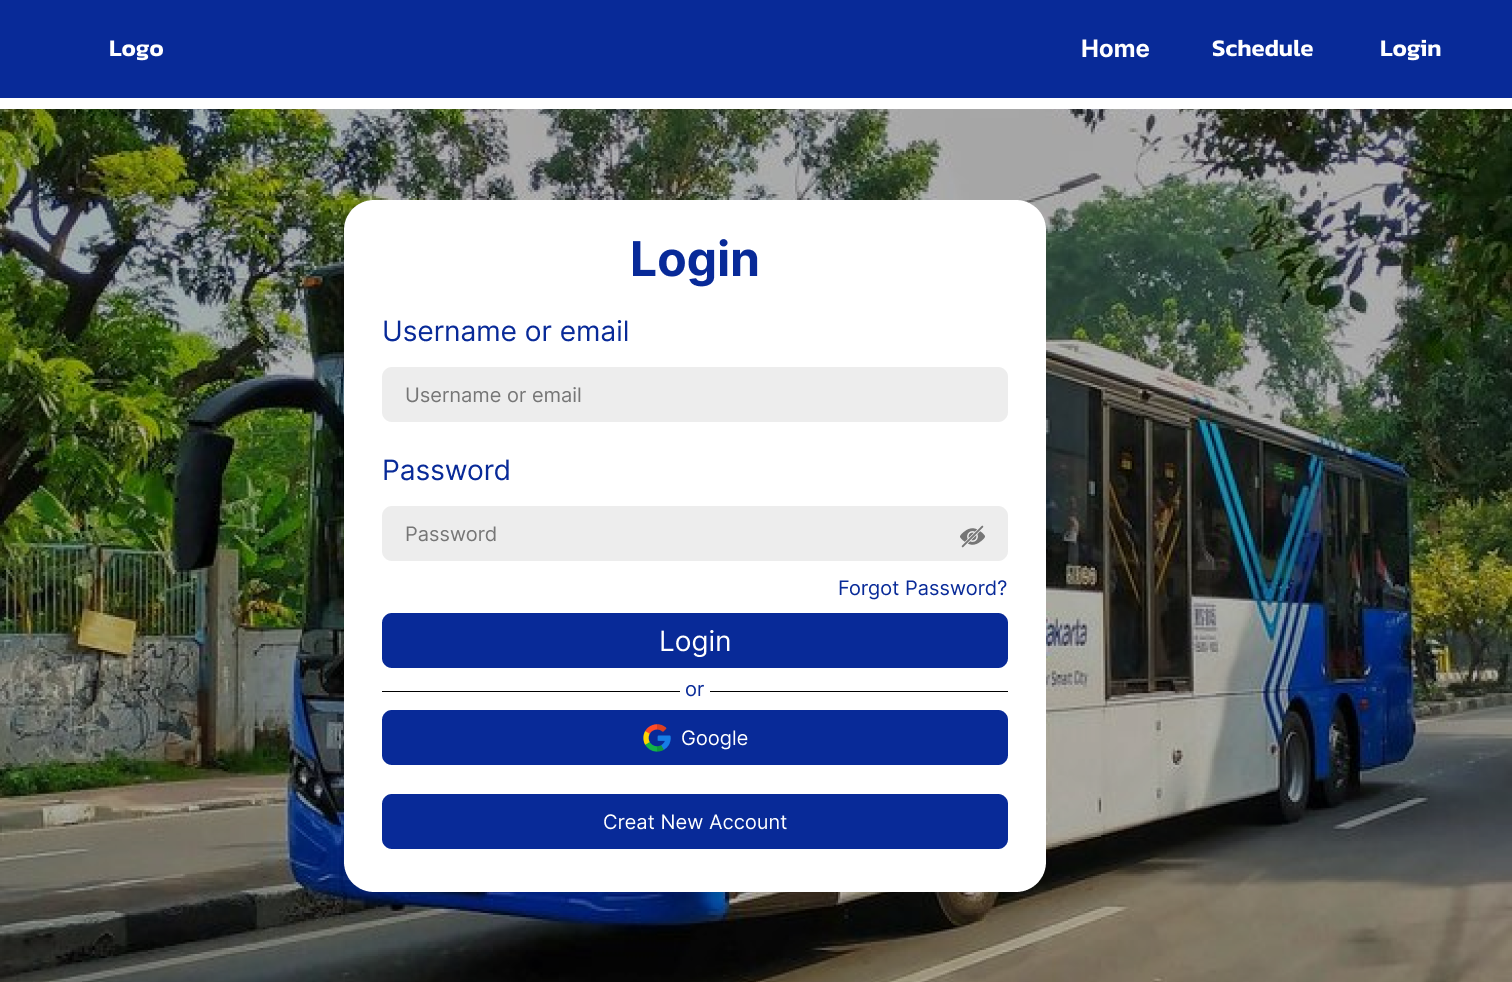 Logo
Home Schedule Login
Login
Username or email
Username or email
Password
Password
Forgot Password?
Login
or
Google
Creat New Account
karta
Smart City